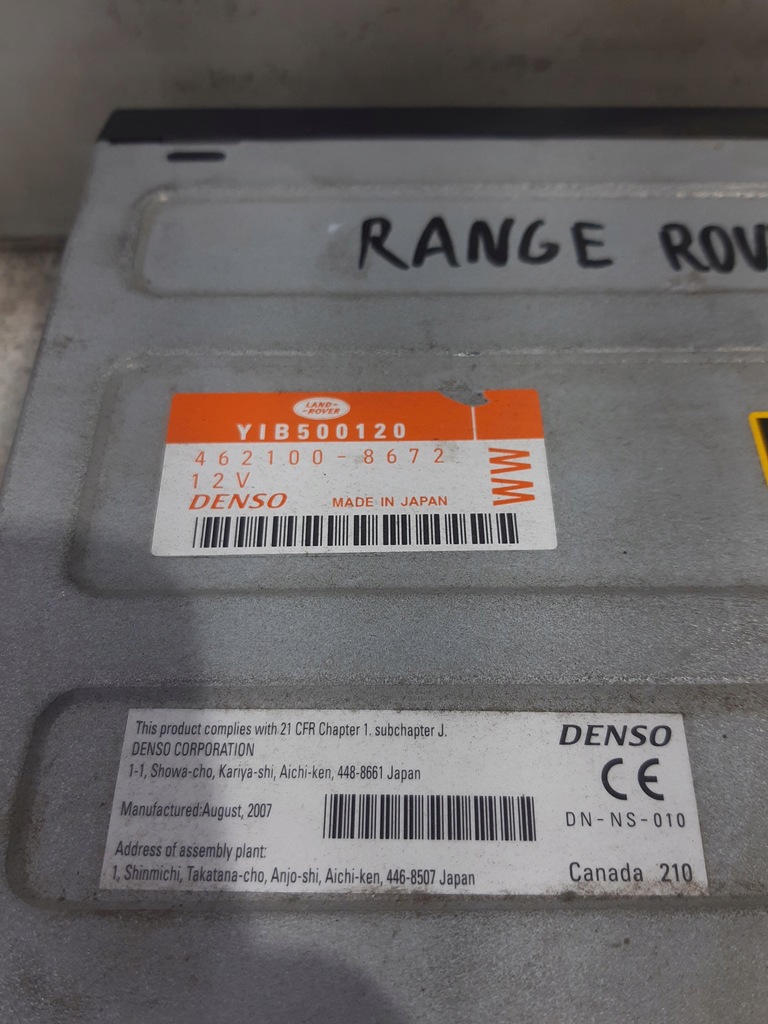 RANGE ROV
LAND-
-ROVER
YIB500120
462100-8672
12V.
MM
DENSO MADE IN JAPAN
This product complies with 21 CFR Chapter 1. subchapter J.
DENSO CORPORATION
1-1, Showa-cho, Kariya-shi, Aichi-ken, 448-8661 Japan
Manufactured:August, 2007
Address of assembly plant:
1, Shinmichi, Takatana-cho, Anjo-shi, Aichi-ken, 446-8507 Japan
DENSO
CE
DN-NS-010
Canada 210